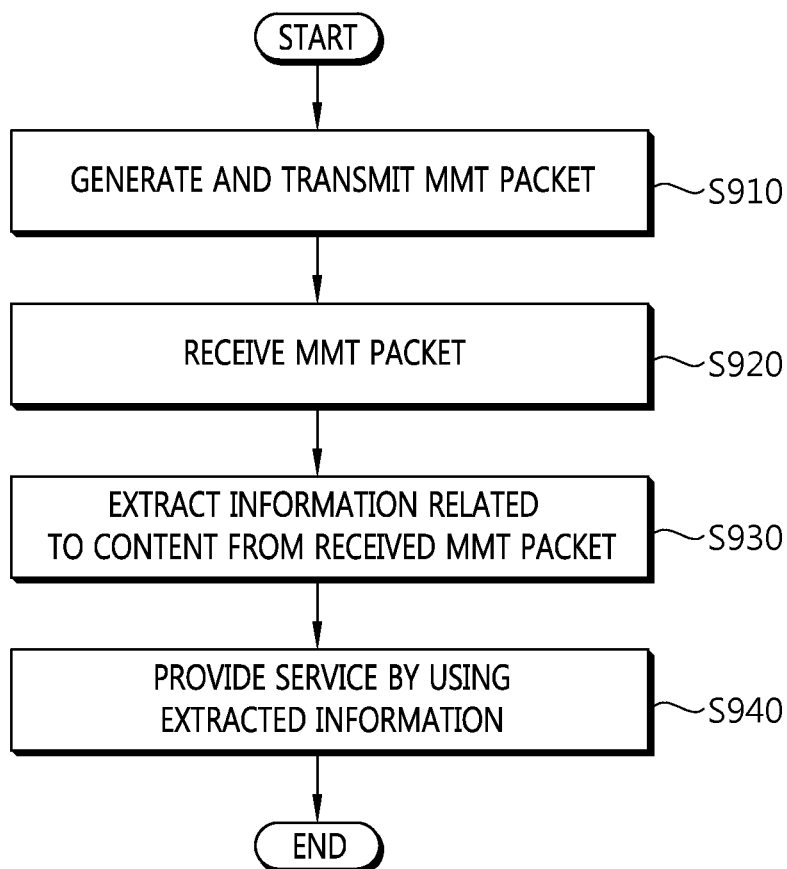 START
GENERATE AND TRANSMIT MMT PACKET
S910
RECEIVE MMT PACKET
S920
EXTRACT INFORMATION RELATED
TO CONTENT FROM RECEIVED MMT PACKET
S930
PROVIDE SERVICE BY USING
EXTRACTED INFORMATION
S940
END